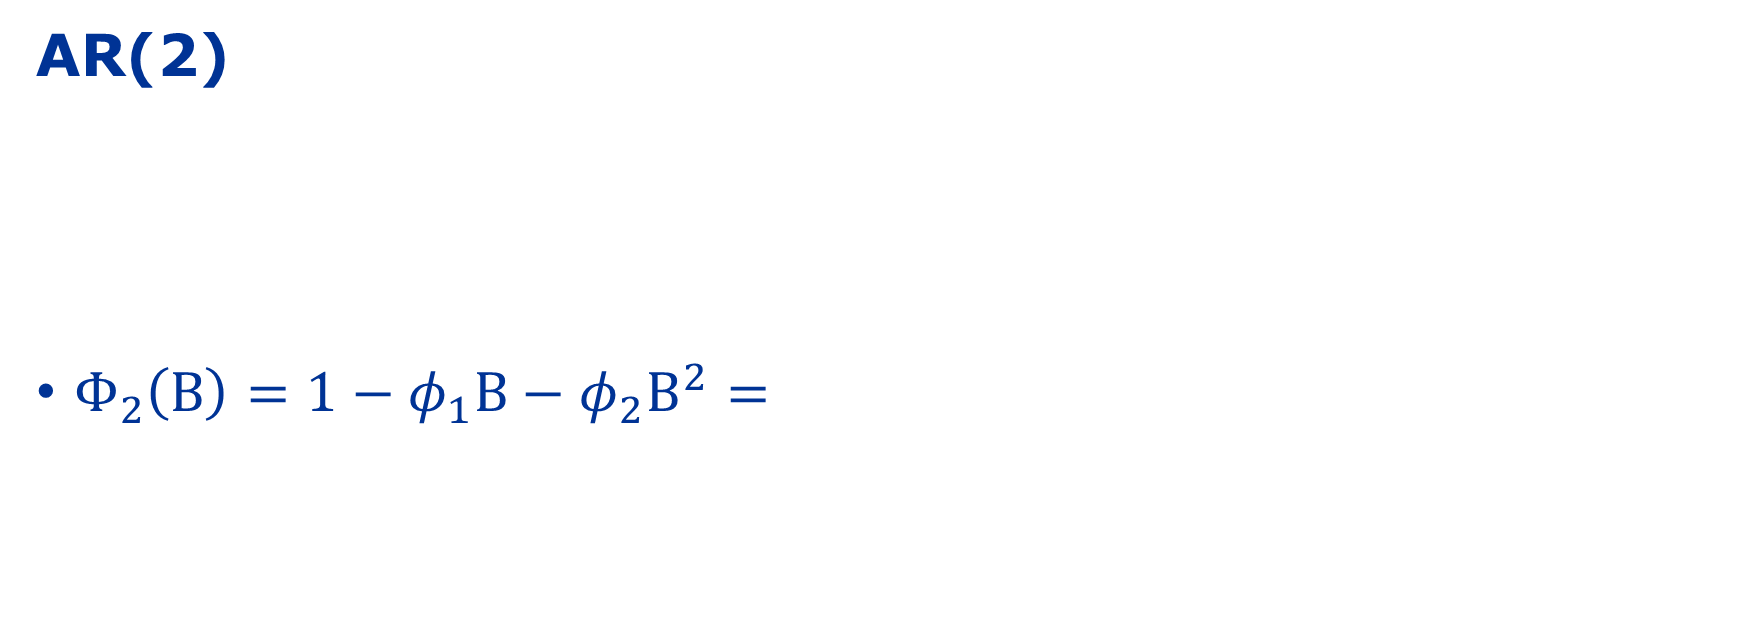 AR(2)
• Φ₂(B) = 1 − ϕ₁B − ϕ₂B² =